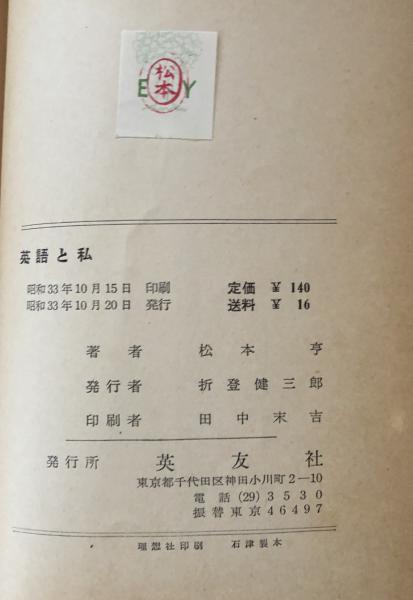 松本
E Y
英語と私
昭和33年10月15日 印刷 定価 ¥ 140
昭和33年10月20日 発行 送料 ¥ 16
著者 松本亨
発行者 折登健三郎
印刷者 田中末吉
発行所 英友社
東京都千代田区神田小川町2—10
電話(29)3530
振替東京46497
理想社印刷 石津製本